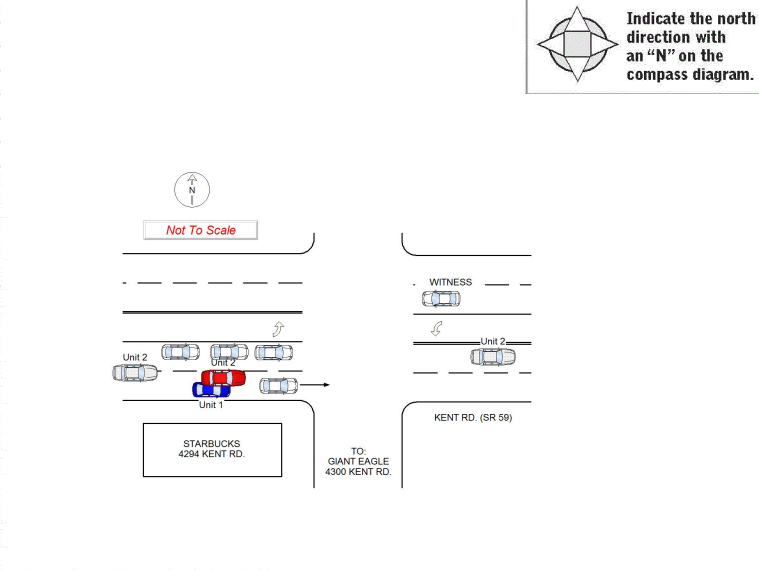 Indicate the north
direction with
an “N” on the
compass diagram.
N
Not To Scale
WITNESS
Unit 2
Unit 2
Unit 2
Unit 1
KENT RD. (SR 59)
STARBUCKS
4294 KENT RD.
TO:
GIANT EAGLE
4300 KENT RD.